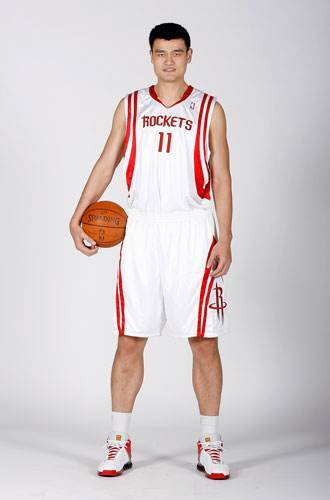 ROCKETS
11
SPALDING
R